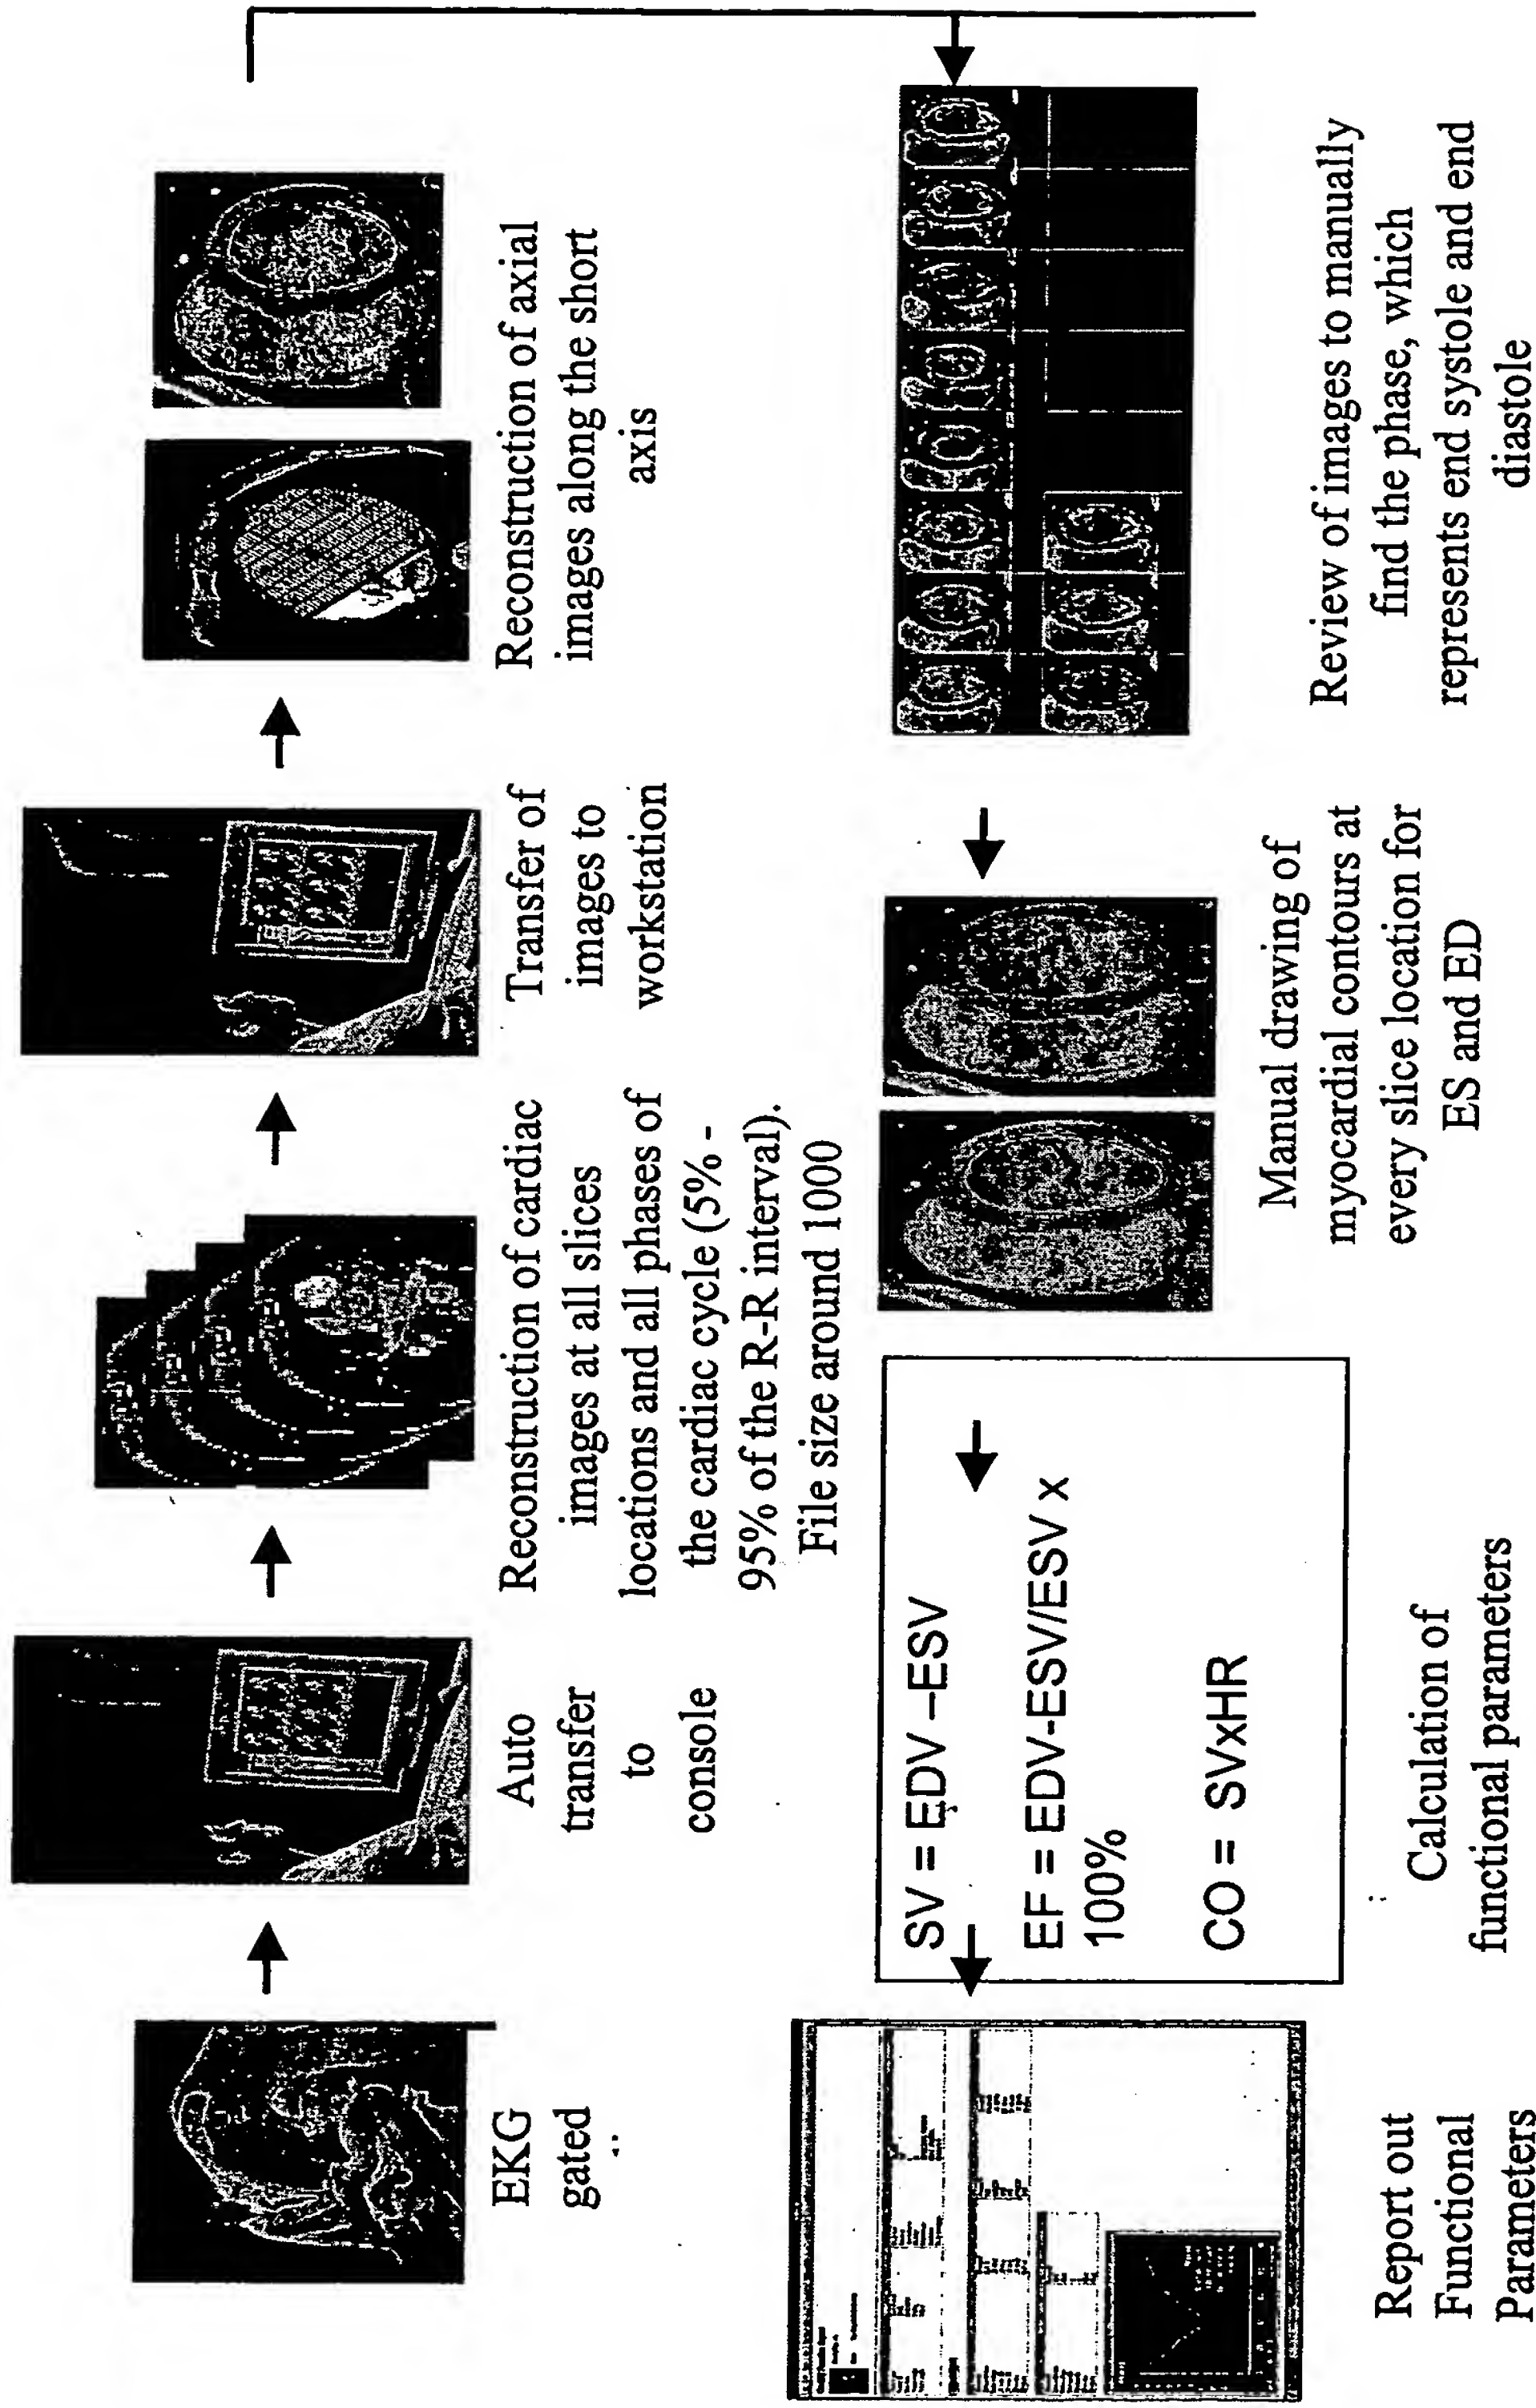 EKG
gated
Auto
transfer
to
console
Reconstruction of cardiac
images at all slices
locations and all phases of
the cardiac cycle (5% -
95% of the R-R interval).
File size around 1000
Transfer of
images to
workstation
Reconstruction of axial
images along the short
axis
Review of images to manually
find the phase, which
represents end systole and end
diastole
Manual drawing of
myocardial contours at
every slice location for
ES and ED
SV = EDV –ESV
EF = EDV-ESV/ESV x
100%
CO = SVxHR
Calculation of
functional parameters
Report out
Functional
Parameters